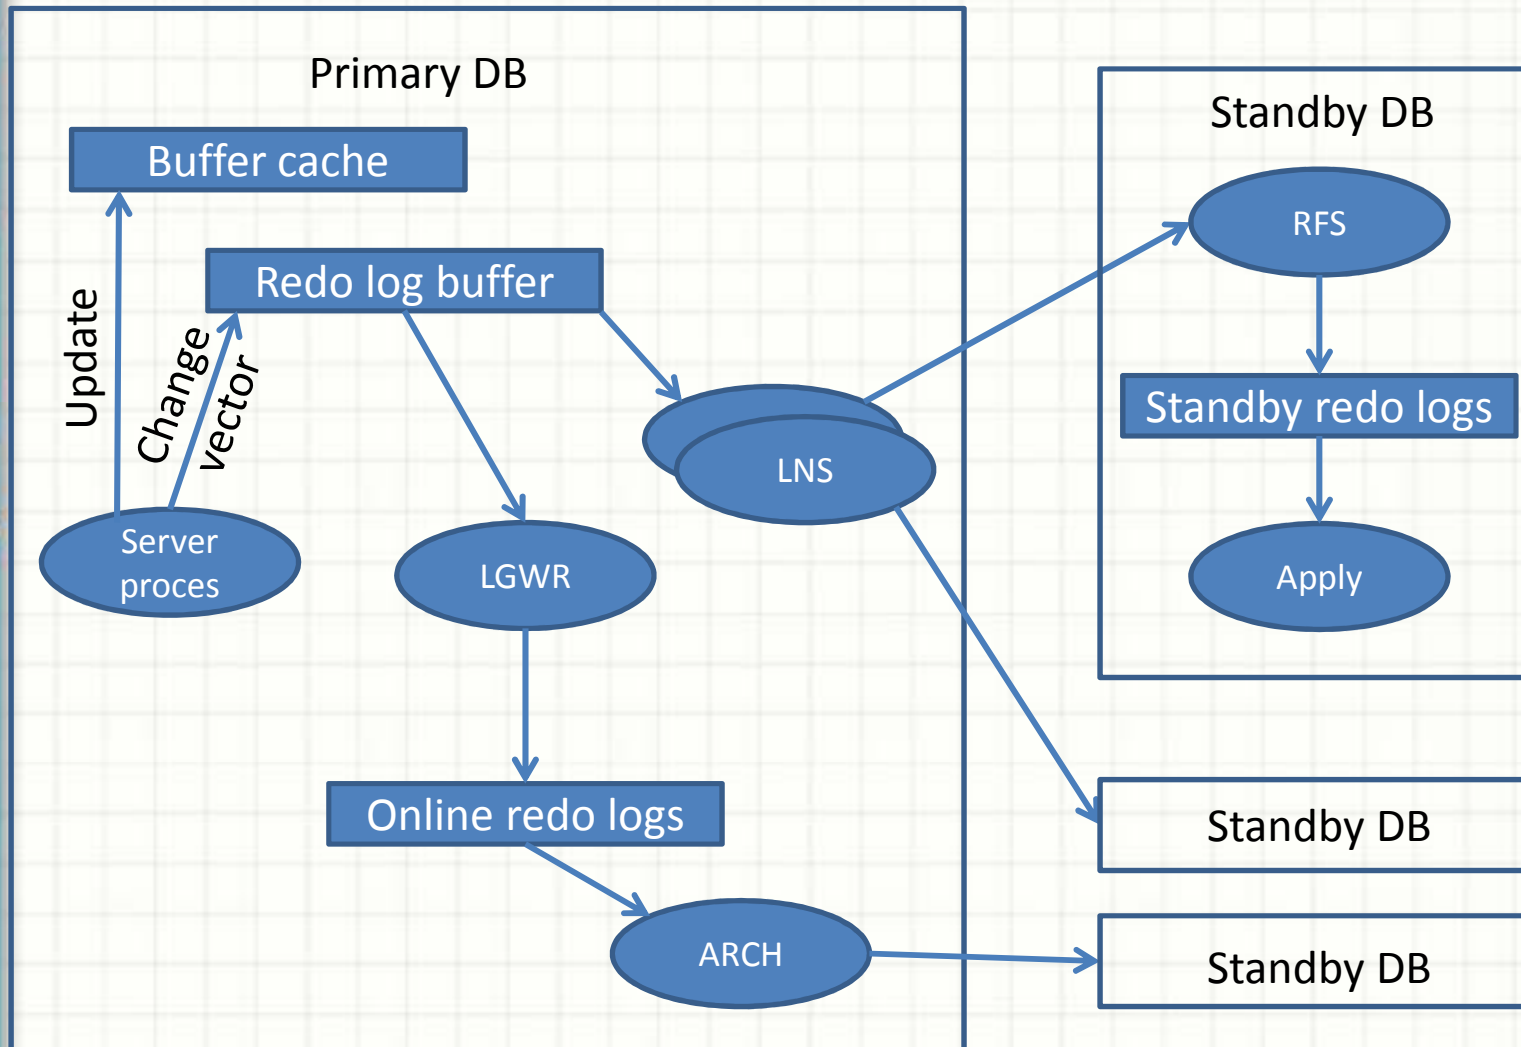 Primary DB
Buffer cache
Update
Redo log buffer
Change
vector
LNS
Server
proces
LGWR
Online redo logs
ARCH
Standby DB
RFS
Standby redo logs
Apply
Standby DB
Standby DB